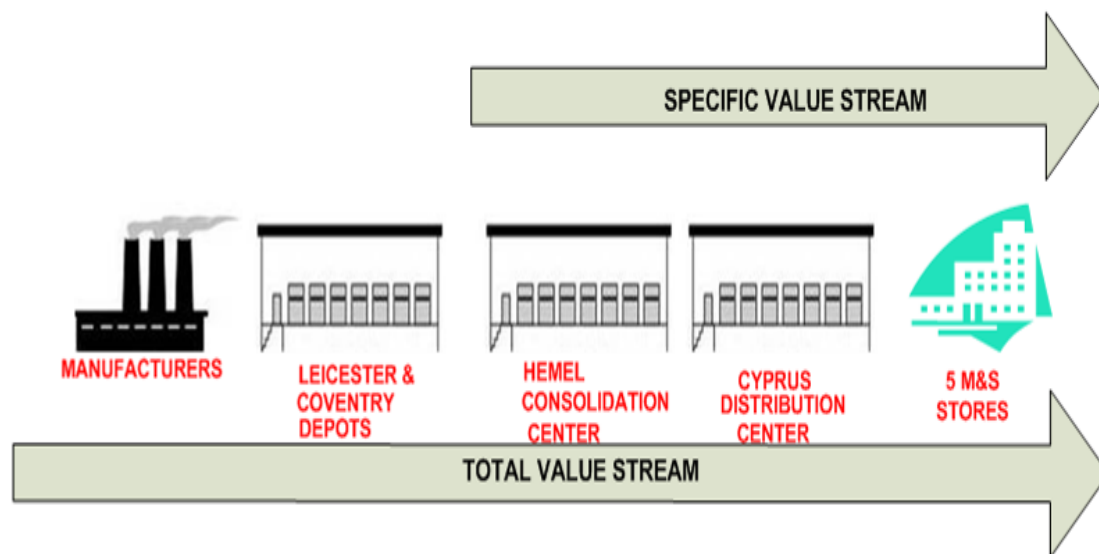 SPECIFIC VALUE STREAM
MANUFACTURERS
LEICESTER &
COVENTRY
DEPOTS
HEMEL
CONSOLIDATION
CENTER
CYPRUS
DISTRIBUTION
CENTER
5 M&S
STORES
TOTAL VALUE STREAM